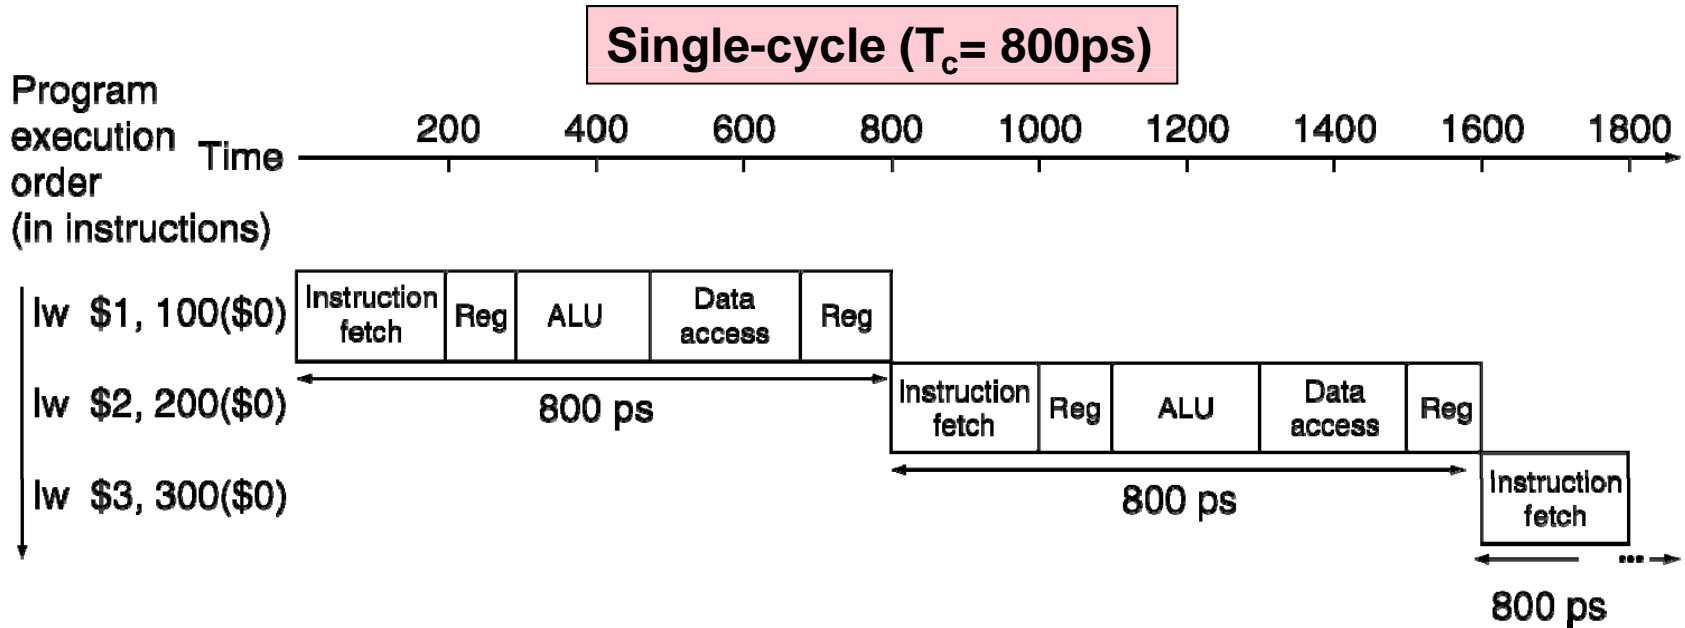 Single-cycle (Tc= 800ps)
Program
execution
order
(in instructions)
Time
200 400 600 800 1000 1200 1400 1600 1800
lw $1, 100($0)
Instruction
fetch
Reg
ALU
Data
access
Reg
800 ps
lw $2, 200($0)
Instruction
fetch
Reg
ALU
Data
access
Reg
800 ps
lw $3, 300($0)
Instruction
fetch
...
800 ps